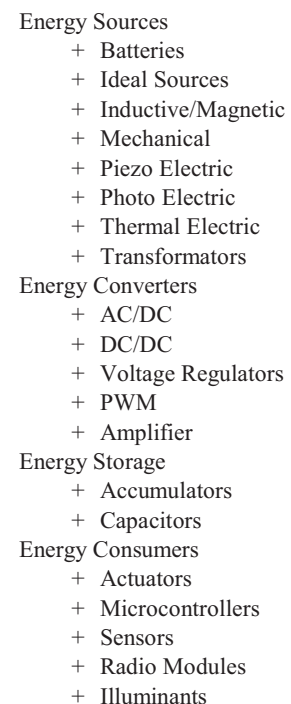 Energy Sources
+ Batteries
+ Ideal Sources
+ Inductive/Magnetic
+ Mechanical
+ Piezo Electric
+ Photo Electric
+ Thermal Electric
+ Transformators
Energy Converters
+ AC/DC
+ DC/DC
+ Voltage Regulators
+ PWM
+ Amplifier
Energy Storage
+ Accumulators
+ Capacitors
Energy Consumers
+ Actuators
+ Microcontrollers
+ Sensors
+ Radio Modules
+ Illuminants